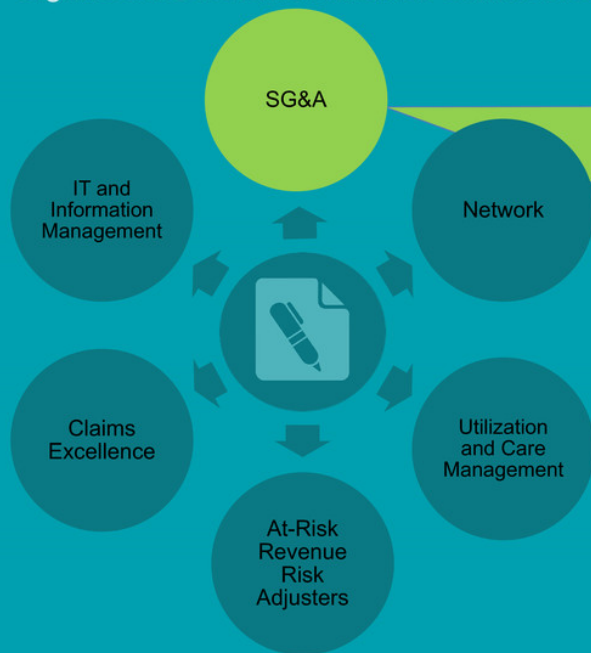 SG&A
IT and
Information
Management
Network
Claims
Excellence
Utilization
and Care
Management
At-Risk
Revenue
Risk
Adjusters